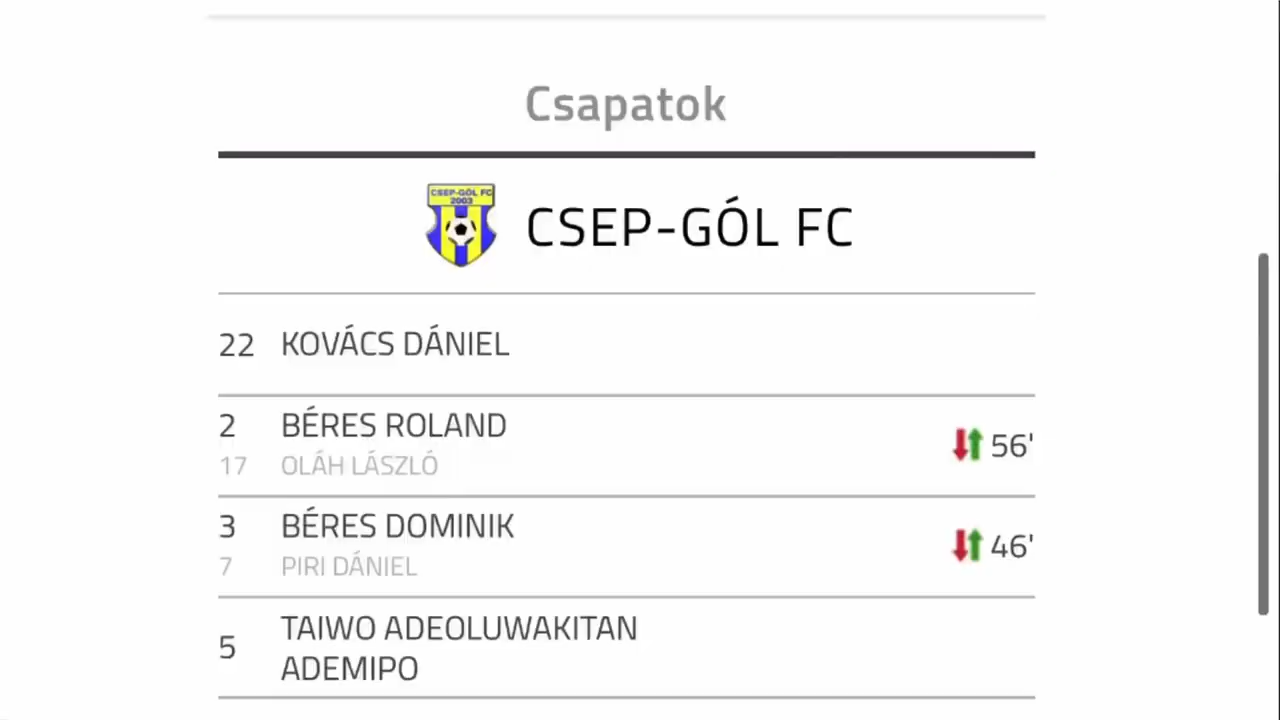 Csapatok
CSEP-GÓL FC
2003
CSEP-GÓL FC
22 KOVÁCS DÁNIEL
2 BÉRES ROLAND
17 OLÁH LÁSZLÓ
56'
3 BÉRES DOMINIK
7 PIRI DÁNIEL
46'
5 TAIWO ADEOLUWAKITAN
ADEMIPO